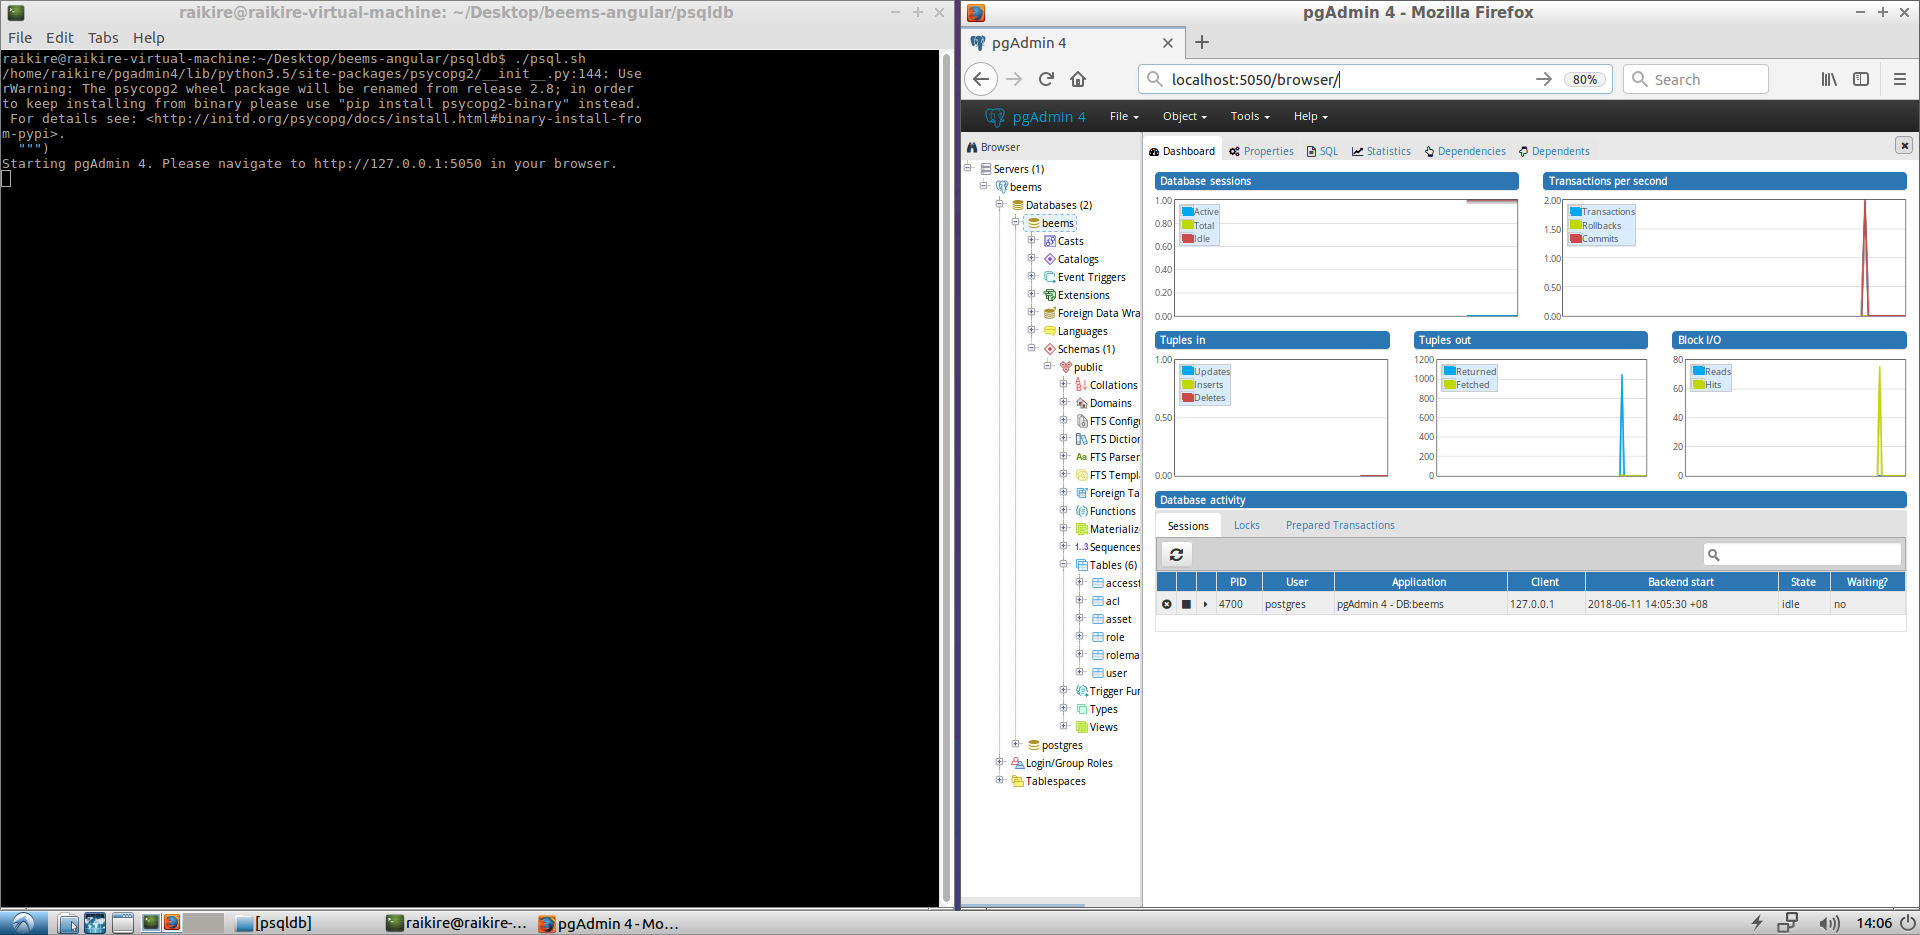 raikire@raikire-virtual-machine: ~/Desktop/beems-angular/psqldb
File Edit Tabs Help
raikire@raikire-virtual-machine:~/Desktop/beems-angular/psqldb$ ./psql.sh
/home/raikire/pgadmin4/lib/python3.5/site-packages/psycopg2/__init__.py:144: Use
rWarning: The psycopg2 wheel package will be renamed from release 2.8; in order
to keep installing from binary please use "pip install psycopg2-binary" instead.
For details see: <http://initd.org/psycopg/docs/install.html#binary-install-fro
m-pypi>.
""")
Starting pgAdmin 4. Please navigate to http://127.0.0.1:5050 in your browser.
pgAdmin 4 - Mozilla Firefox
pgAdmin 4
localhost:5050/browser/
80%
Search
pgAdmin 4 File Object Tools Help
Browser
Servers (1)
beems
Databases (2)
beems
Casts
Catalogs
Event Triggers
Extensions
Foreign Data Wra
Languages
Schemas (1)
public
Collations
Domains
FTS Configu
FTS Diction
FTS Parser
FTS Templa
Foreign Ta
Functions
Materialize
1..3 Sequences
Tables (6)
accesst
acl
asset
role
rolema
user
Trigger Fun
Types
Views
postgres
Login/Group Roles
Tablespaces
Dashboard Properties SQL Statistics Dependencies Dependents
Database sessions
1.00
0.80
0.60
0.40
0.20
0.00
Active
Total
Idle
Transactions per second
2.00
1.50
1.00
0.50
0.00
Transactions
Rollbacks
Commits
Tuples in
1.00
0.50
0.00
Updates
Inserts
Deletes
Tuples out
1200
1000
800
600
400
200
0
Returned
Fetched
Block I/O
80
60
40
20
0
Reads
Hits
Database activity
Sessions Locks Prepared Transactions
PID User Application Client Backend start State Waiting?
4700 postgres pgAdmin 4 - DB:beems 127.0.0.1 2018-06-11 14:05:30 +08 idle no
[psqldb] raikire@raikire-... pgAdmin 4 - Mo... 14:06